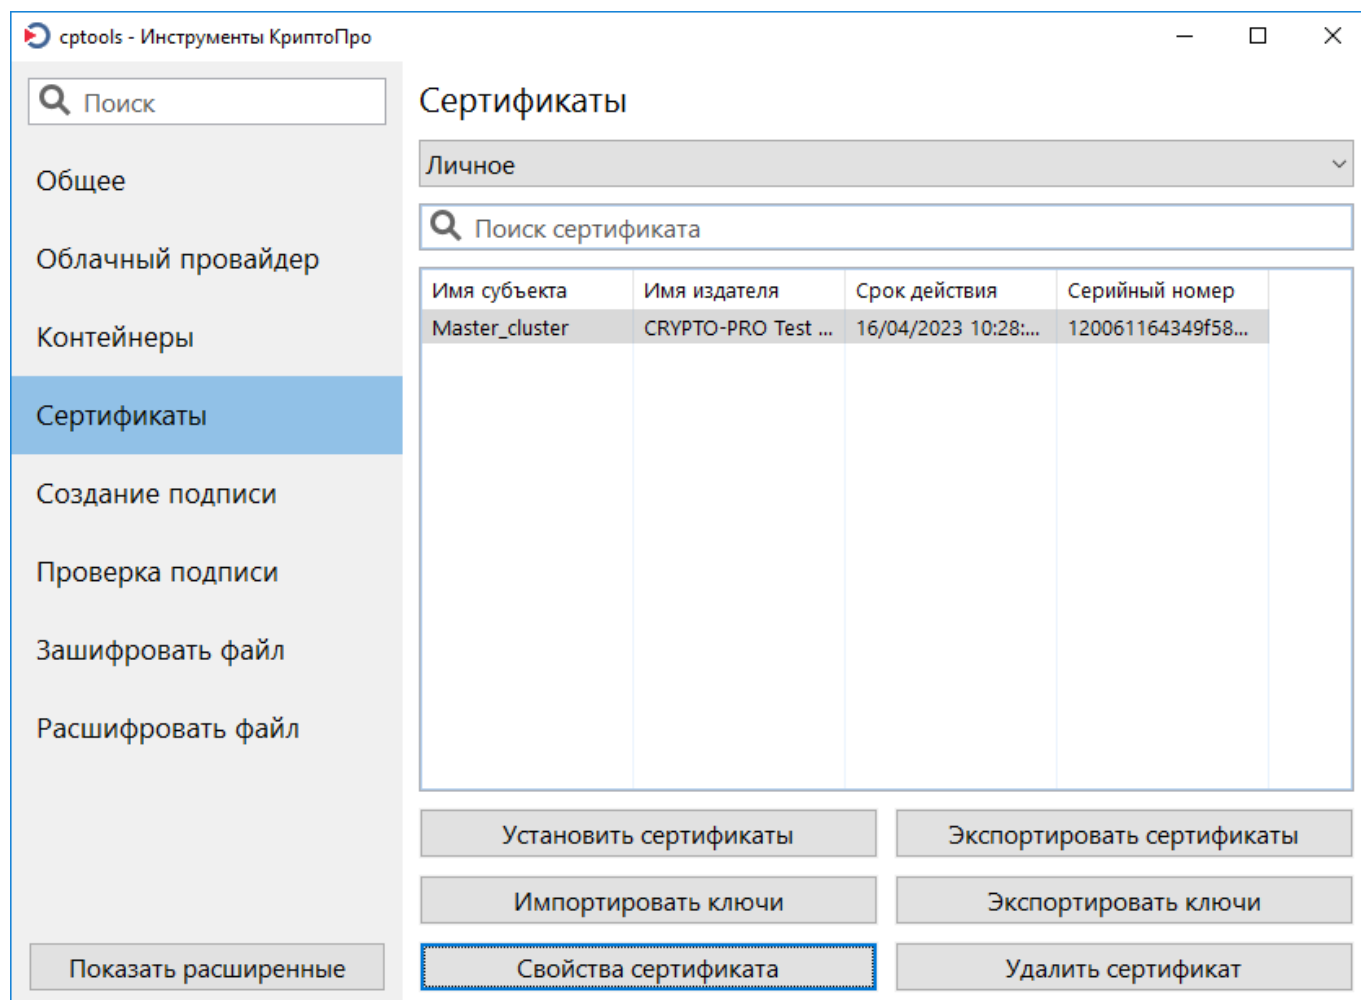 cptools - Инструменты КриптоПро
Поиск
Общее
Облачный провайдер
Контейнеры
Сертификаты
Создание подписи
Проверка подписи
Зашифровать файл
Расшифровать файл
Показать расширенные
Сертификаты
Личное
Поиск сертификата
Имя субъекта Имя издателя Срок действия Серийный номер
Master_cluster CRYPTO-PRO Test ... 16/04/2023 10:28:... 120061164349f58...
Установить сертификаты Экспортировать сертификаты
Импортировать ключи Экспортировать ключи
Свойства сертификата Удалить сертификат